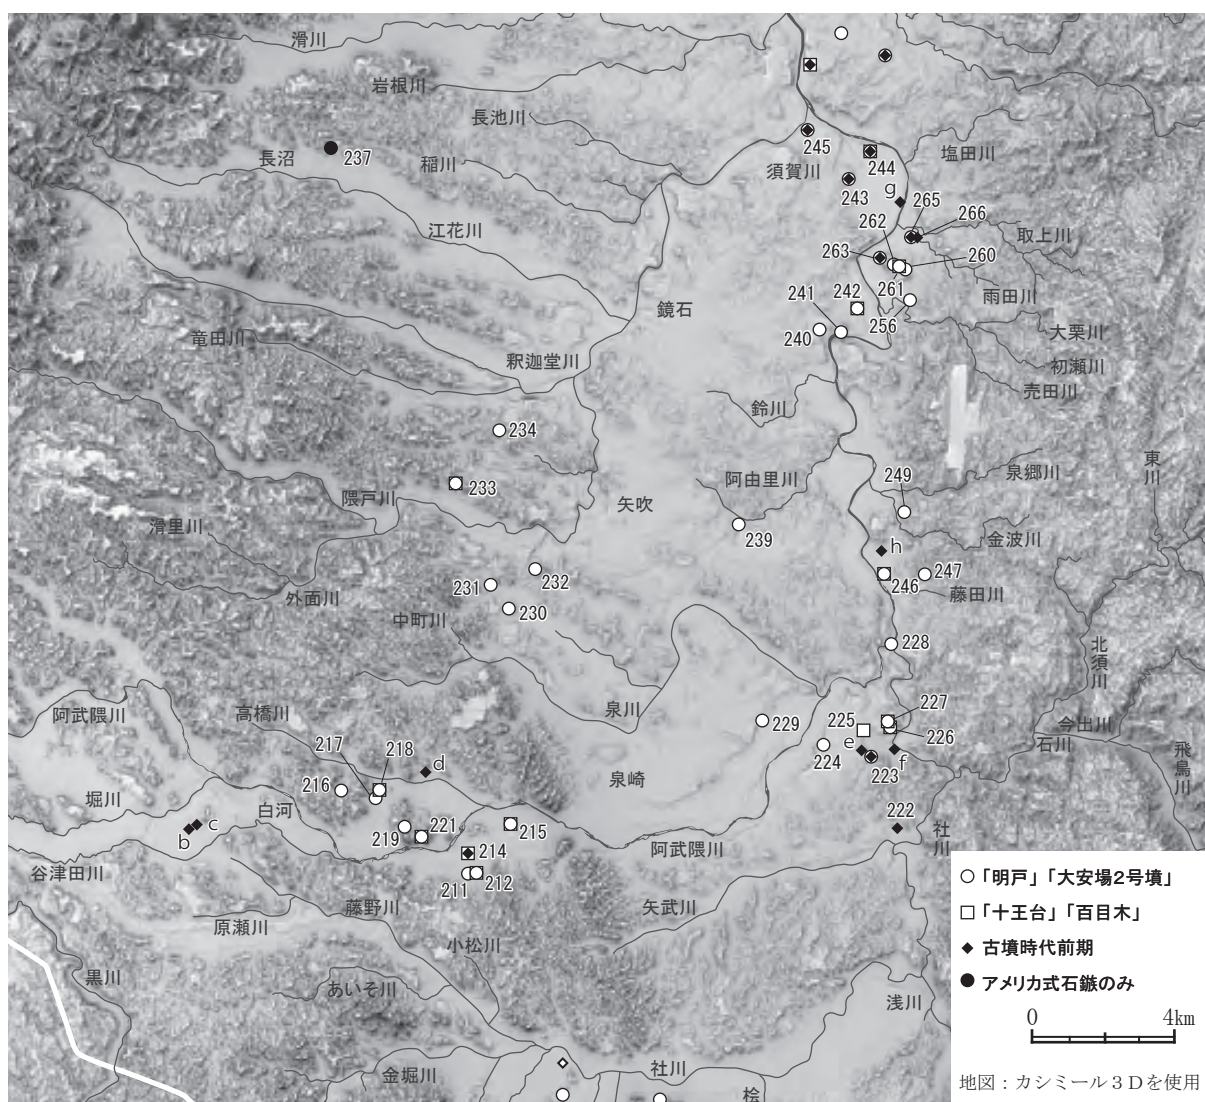 滑川
岩根川
長池川
長沼
237
稲川
須賀川
245
244
塩田川
243
g
265
266
262
取上川
江花川
263
260
261
雨田川
鏡石
241
242
256
240
大栗川
竜田川
釈迦堂川
初瀬川
売田川
鈴川
234
東川
249
泉郷川
阿由里川
233
隈戸川
矢吹
滑里川
239
金波川
h
232
231
246
247
藤田川
外面川
230
中町川
228
北須川
阿武隈川
高橋川
泉川
227
今出川
229
225
226
石川
飛鳥川
217
218
d
e
f
224
223
216
泉崎
堀川
白河
222
c
b
219
221
215
社川
阿武隈川
214
谷津田川
211
212
藤野川
矢武川
原瀬川
小松川
黒川
あいそ川
浅川
金堀川
社川
桧
「明戸」「大安場2号墳」
「十王台」「百目木」
古墳時代前期
アメリカ式石鏃のみ
0 4㎞
地図：カシミール３Ｄを使用